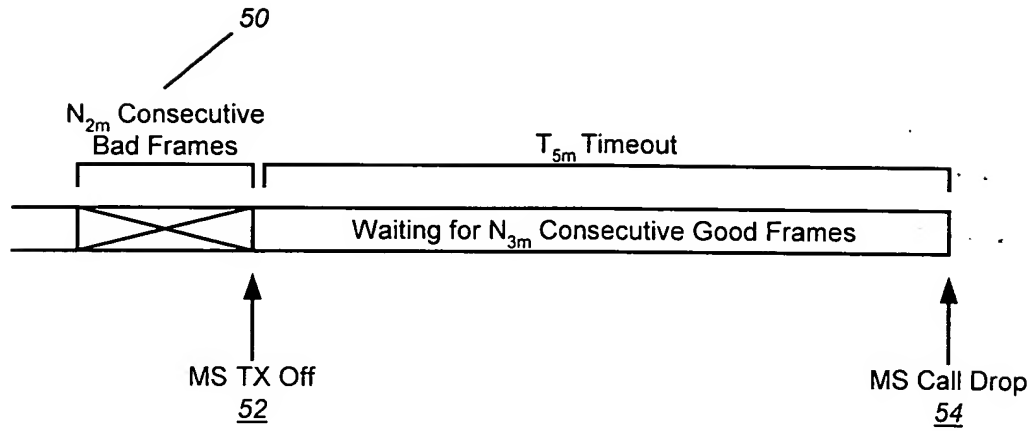 50
N2m Consecutive
Bad Frames
T5m Timeout
Waiting for N3m Consecutive Good Frames
MS TX Off
52
MS Call Drop
54